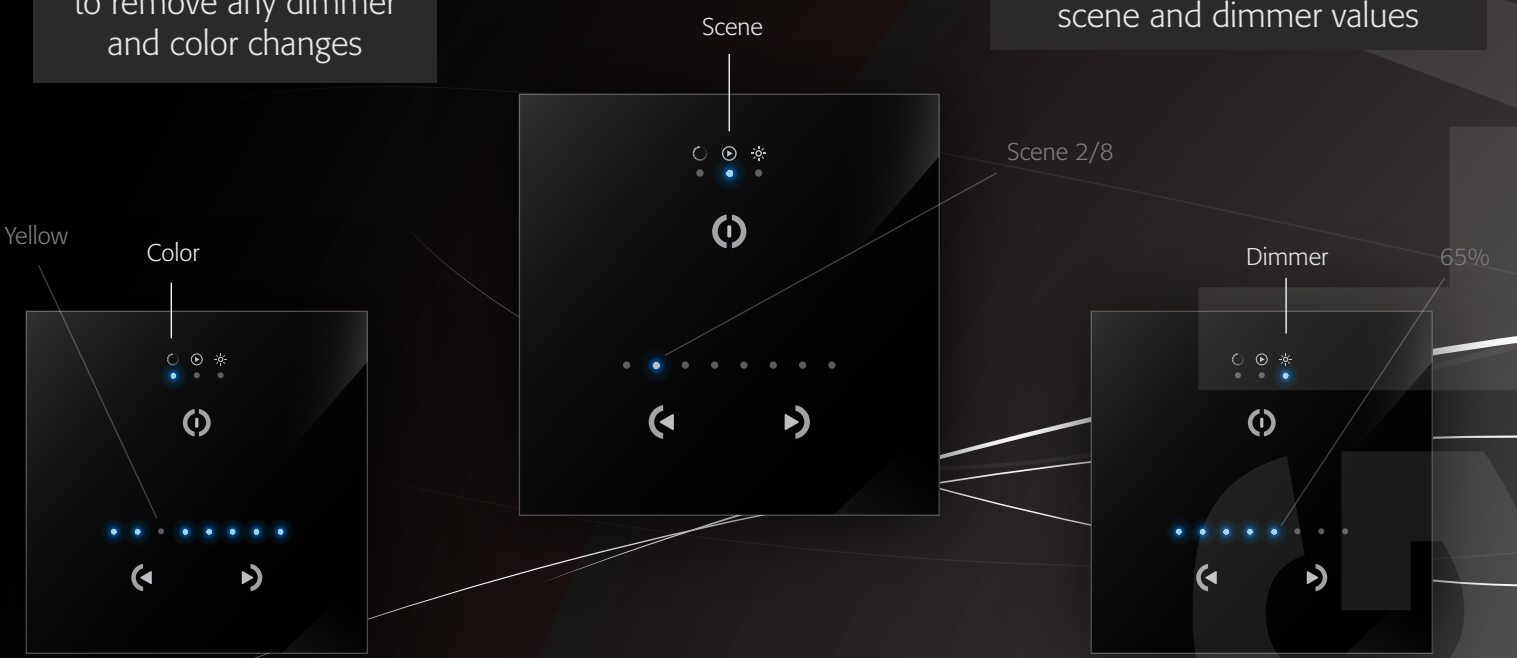 to remove any dimmer
and color changes
scene and dimmer values
Scene
Scene 2/8
Yellow
Color
Dimmer
65%